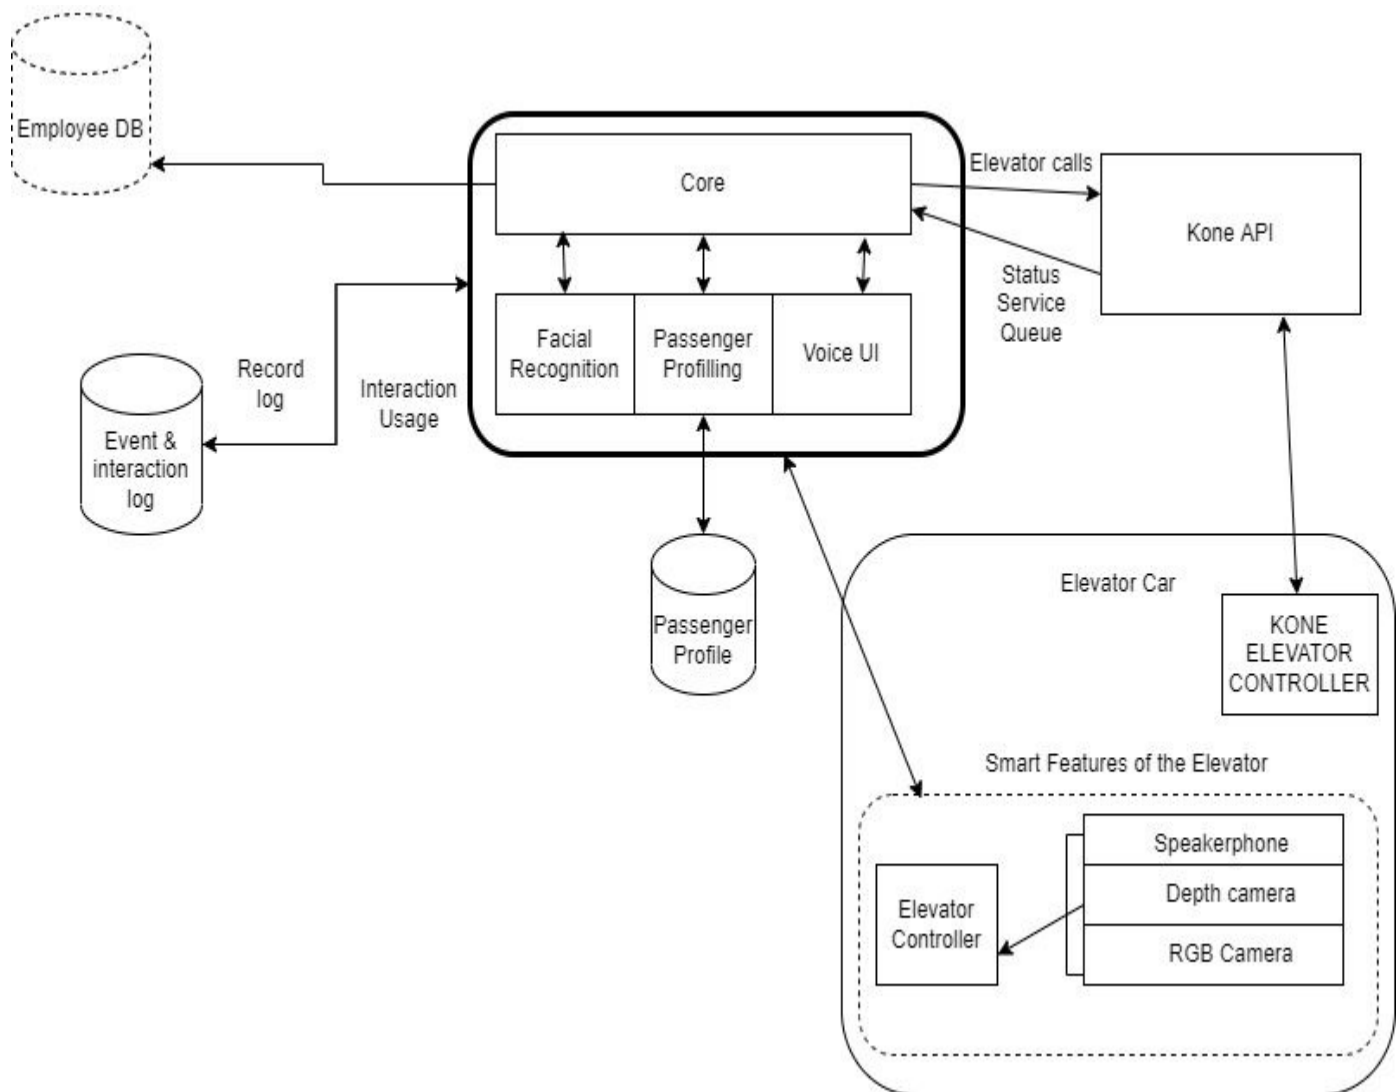 Employee DB
Core
Elevator calls
Kone API
Status
Service
Queue
Facial
Recognition
Passenger
Profilling
Voice UI
Record
log
Interaction
Usage
Event &
interaction
log
Passenger
Profile
Elevator Car
KONE
ELEVATOR
CONTROLLER
Smart Features of the Elevator
Speakerphone
Depth camera
RGB Camera
Elevator
Controller